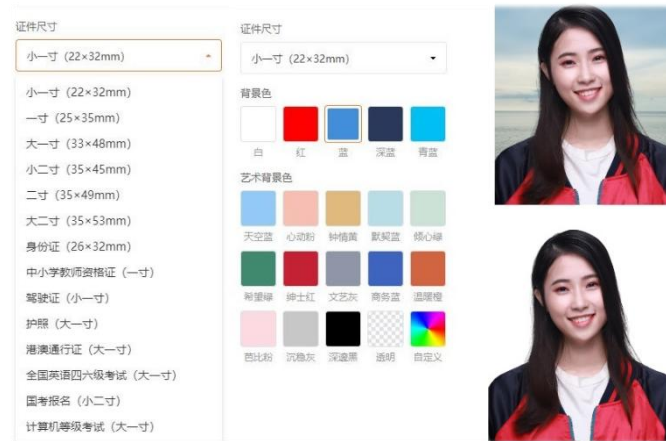 证件尺寸
小一寸（22×32mm）
小一寸（22×32mm）
一寸（25×35mm）
大一寸（33×48mm）
小二寸（35×45mm）
二寸（35×49mm）
大二寸（35×53mm）
身份证（26×32mm）
中小学教师资格证（一寸）
驾驶证（小一寸）
护照（大一寸）
港澳通行证（大一寸）
全国英语四六级考试（大一寸）
国考报名（小二寸）
计算机等级考试（大一寸）
证件尺寸
小一寸（22×32mm）
背景色
白 红 蓝 深蓝 青蓝
艺术背景色
天空蓝 心动粉 钟情黄 默契蓝 倾心绿
希望绿 绅士红 文艺灰 商务蓝 温暖橙
芭比粉 沉稳灰 深邃黑 透明 自定义